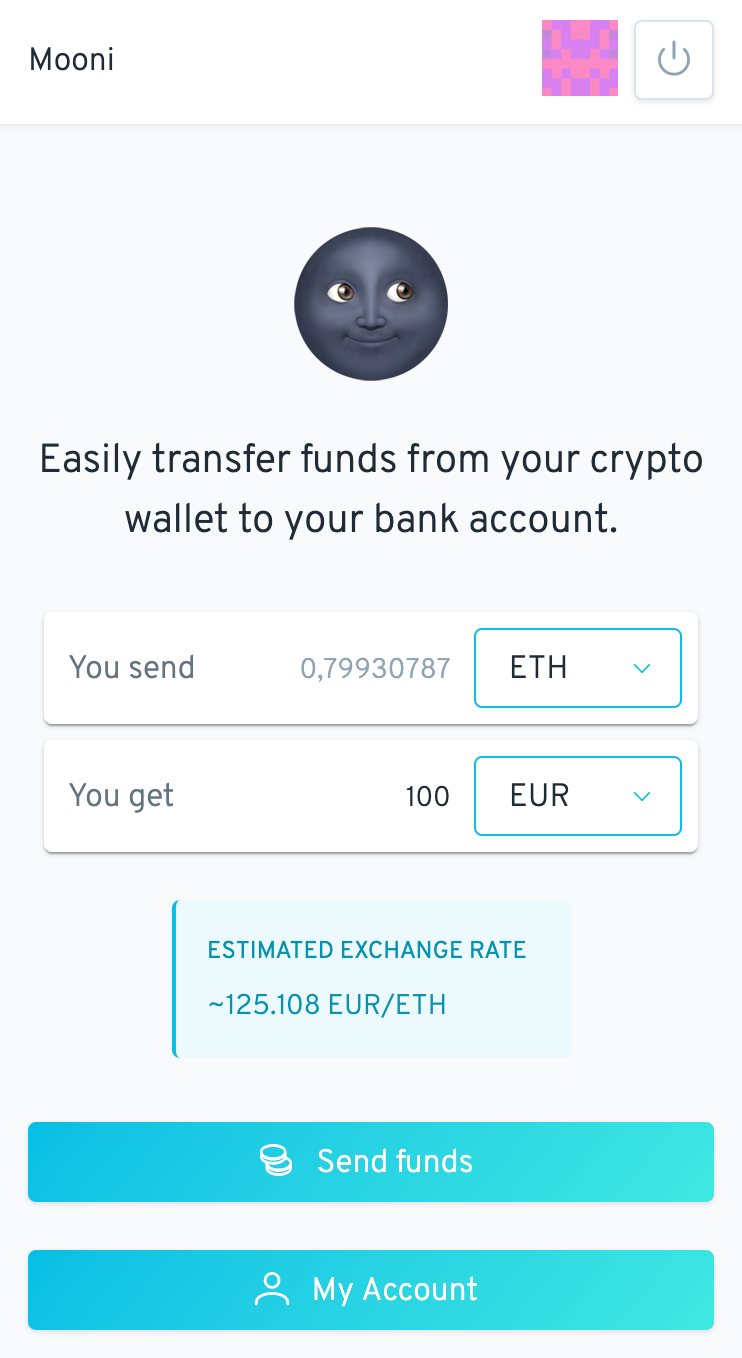 Mooni
Easily transfer funds from your crypto
wallet to your bank account.
You send 0,79930787 ETH
You get 100 EUR
ESTIMATED EXCHANGE RATE
~125.108 EUR/ETH
Send funds
My Account